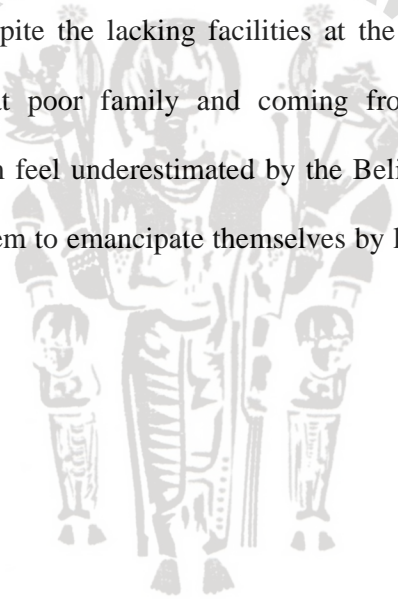 pite the lacking facilities at the
at poor family and coming fro
n feel underestimated by the Beli
em to emancipate themselves by l